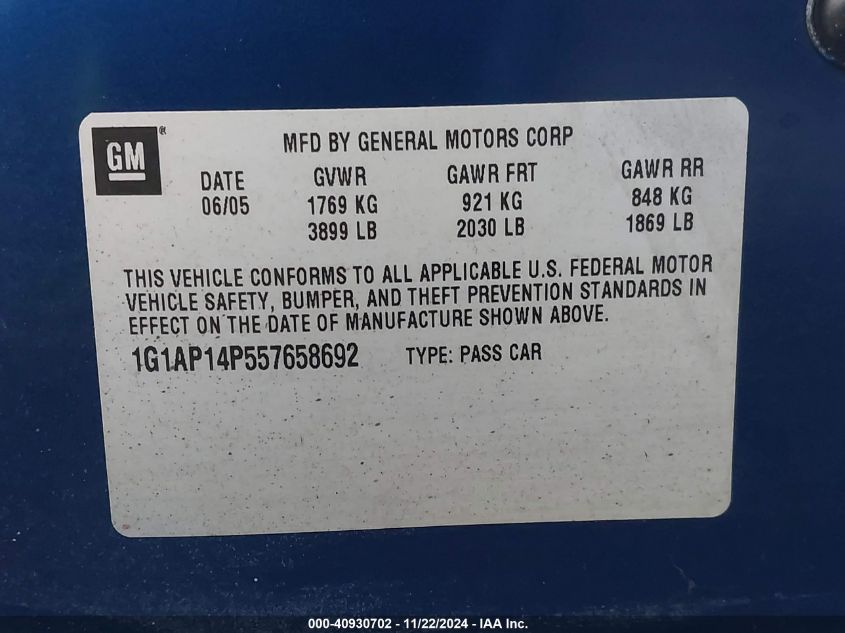 GM®
MFD BY GENERAL MOTORS CORP
DATE GVWR GAWR FRT GAWR RR
06/05 1769 KG 921 KG 848 KG
3899 LB 2030 LB 1869 LB
THIS VEHICLE CONFORMS TO ALL APPLICABLE U.S. FEDERAL MOTOR
VEHICLE SAFETY, BUMPER, AND THEFT PREVENTION STANDARDS IN
EFFECT ON THE DATE OF MANUFACTURE SHOWN ABOVE.
1G1AP14P557658692 TYPE: PASS CAR
000-40930702 - 11/22/2024 - IAA Inc.